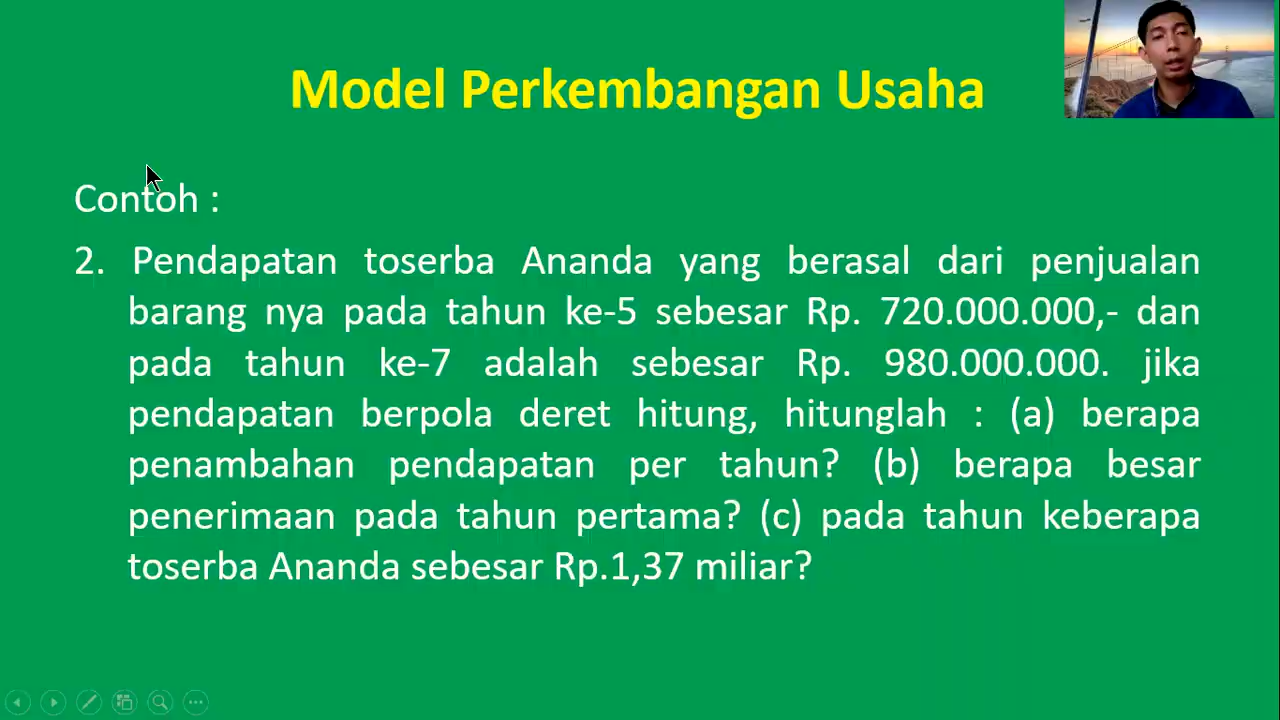 Model Perkembangan Usaha
Contoh :
2. Pendapatan toserba Ananda yang berasal dari penjualan
barang nya pada tahun ke-5 sebesar Rp. 720.000.000,- dan
pada tahun ke-7 adalah sebesar Rp. 980.000.000. jika
pendapatan berpola deret hitung, hitunglah : (a) berapa
penambahan pendapatan per tahun? (b) berapa besar
penerimaan pada tahun pertama? (c) pada tahun keberapa
toserba Ananda sebesar Rp.1,37 miliar?